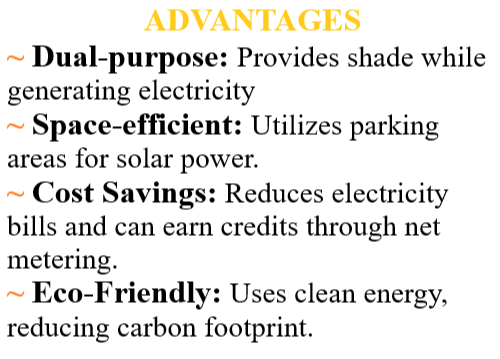 ADVANTAGES
~ Dual-purpose: Provides shade while
generating electricity
~ Space-efficient: Utilizes parking
areas for solar power.
~ Cost Savings: Reduces electricity
bills and can earn credits through net
metering.
~ Eco-Friendly: Uses clean energy,
reducing carbon footprint.